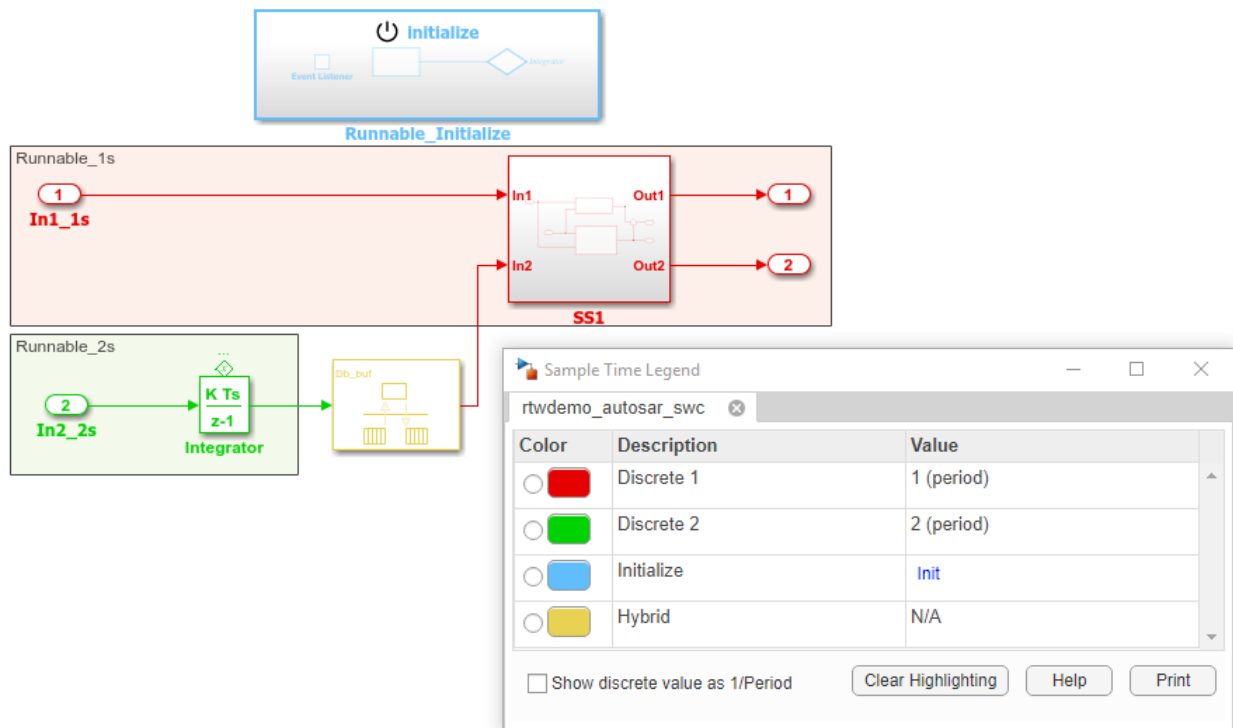 initialize
Event Listener
Integrator
Runnable_Initialize
Runnable_1s
1
In1_1s
In1
In2
Out1
Out2
SS1
1
2
Runnable_2s
2
In2_2s
...
x
K Ts
z-1
Integrator
Db_buf
Sample Time Legend
rtwdemo_autosar_swc
Color Description Value
Discrete 1 1 (period)
Discrete 2 2 (period)
Initialize Init
Hybrid N/A
Show discrete value as 1/Period Clear Highlighting Help Print